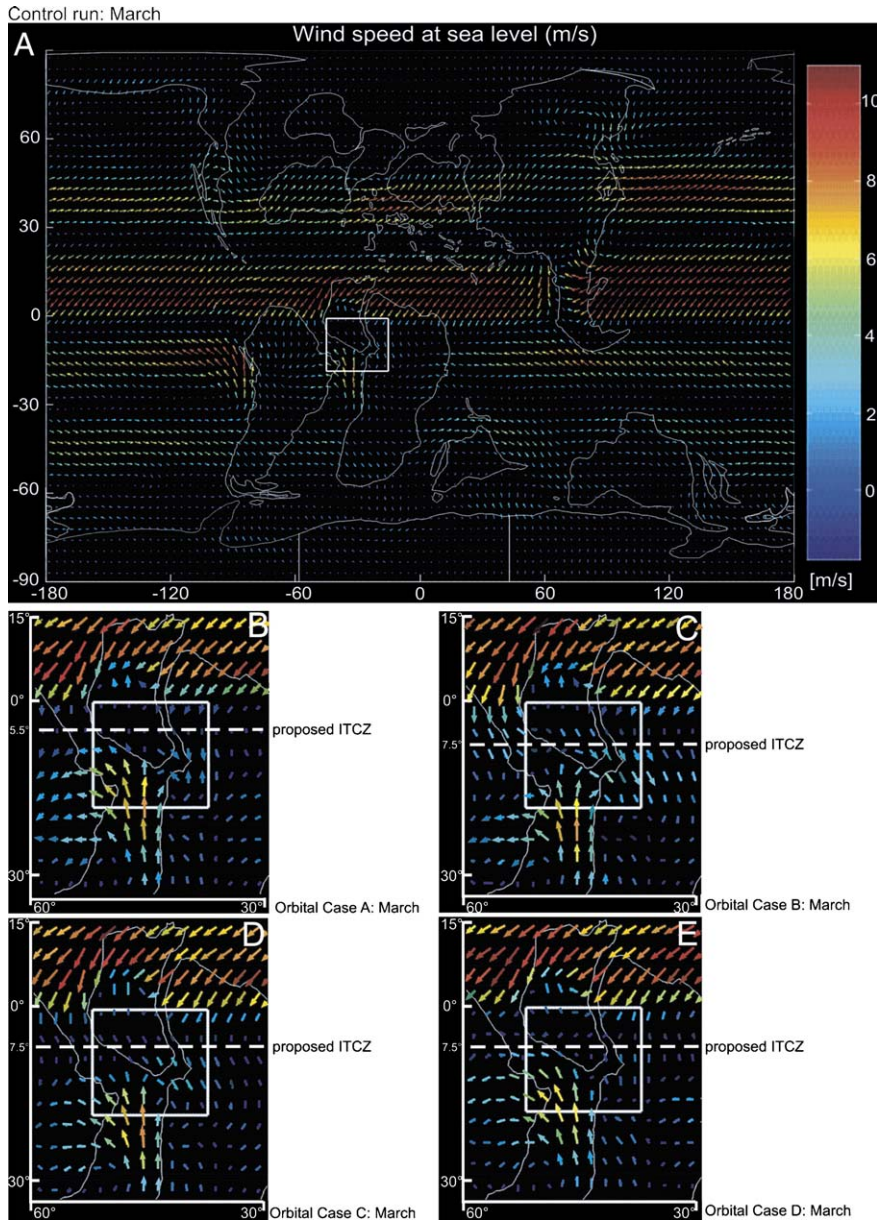 Control run: March
A
Wind speed at sea level (m/s)
10
8
6
4
2
0
[m/s]
60
30
0
-30
-60
-90
-180
-120
-60
0
60
120
180
B
15°
0°
5.5°
30°
60°
30°
proposed ITCZ
Orbital Case A: March
C
15°
0°
7.5°
30°
60°
30°
proposed ITCZ
Orbital Case B: March
D
15°
0°
7.5°
30°
60°
30°
proposed ITCZ
Orbital Case C: March
E
15°
0°
7.5°
30°
60°
30°
proposed ITCZ
Orbital Case D: March